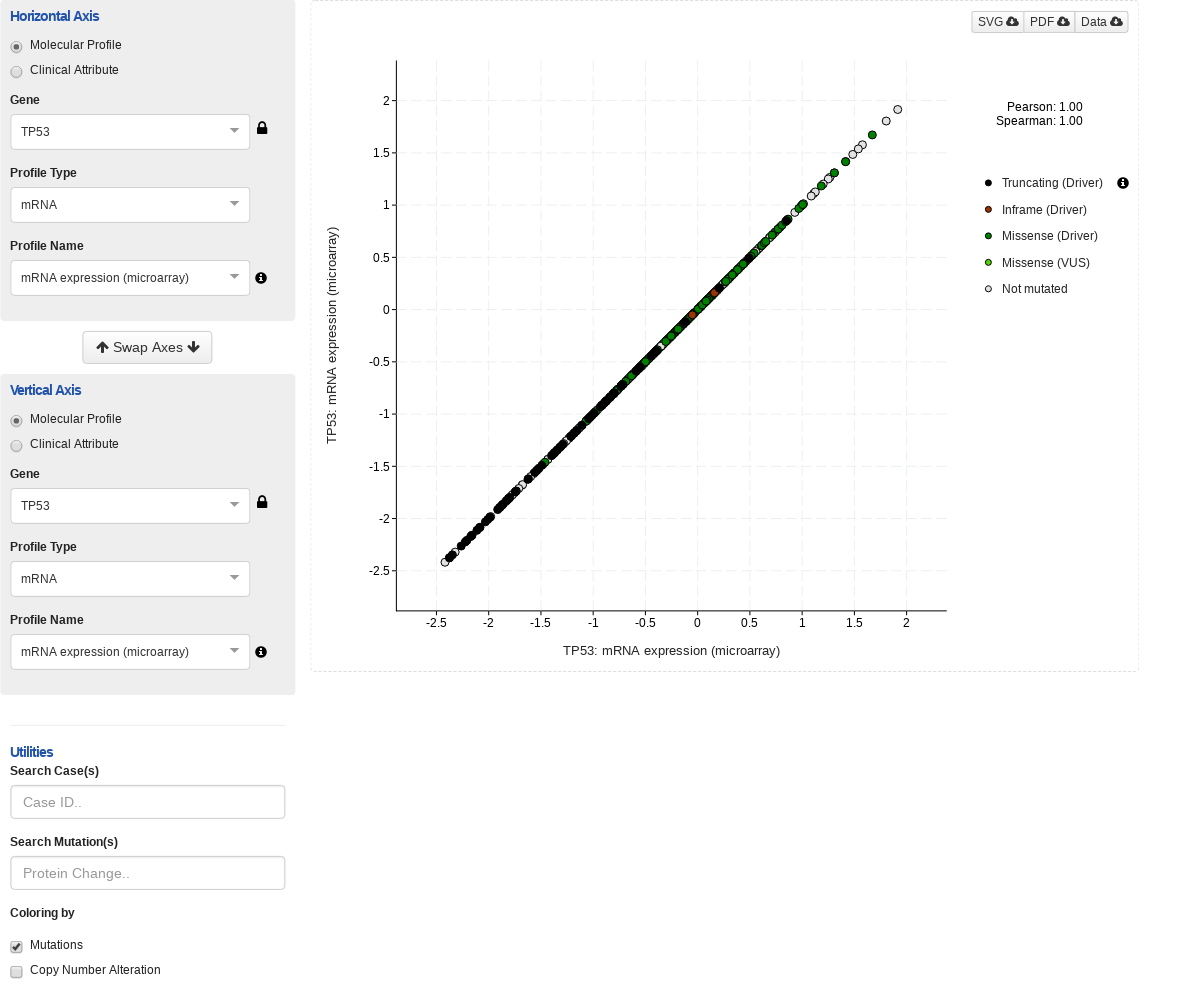 Horizontal Axis
Molecular Profile
Clinical Attribute
Gene
TP53
Profile Type
mRNA
Profile Name
mRNA expression (microarray)
Swap Axes
Vertical Axis
Molecular Profile
Clinical Attribute
Gene
TP53
Profile Type
mRNA
Profile Name
mRNA expression (microarray)
Utilities
Search Case(s)
Case ID..
Search Mutation(s)
Protein Change..
Coloring by
Mutations
Copy Number Alteration
SVG PDF Data
Pearson: 1.00
Spearman: 1.00
Truncating (Driver)
Inframe (Driver)
Missense (Driver)
Missense (VUS)
Not mutated
TP53: mRNA expression (microarray)
2
1.5
1
0.5
0
-0.5
-1
-1.5
-2
-2.5
-2.5 -2 -1.5 -1 -0.5 0 0.5 1 1.5 2
TP53: mRNA expression (microarray)